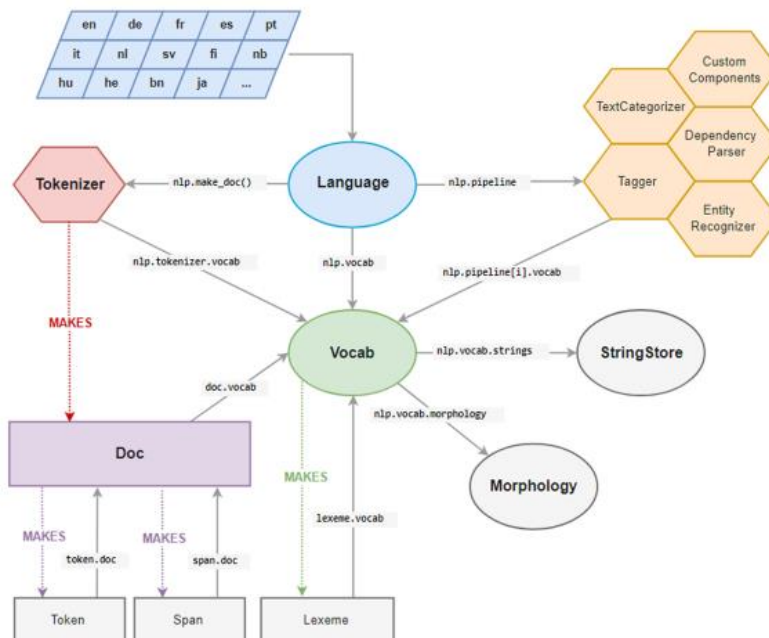 en de fr es pt
it nl sv fi nb
hu he bn ja ...
Custom
Components
TextCategorizer
Dependency
Parser
Tokenizer
nlp.make_doc()
Language
nlp.pipeline
Tagger
Entity
Recognizer
nlp.tokenizer.vocab
nlp.vocab
nlp.pipeline[i].vocab
MAKES
Vocab
nlp.vocab.strings
StringStore
doc.vocab
nlp.vocab.morphology
Doc
MAKES
Morphology
lexeme.vocab
MAKES
MAKES
token.doc
span.doc
Token
Span
Lexeme